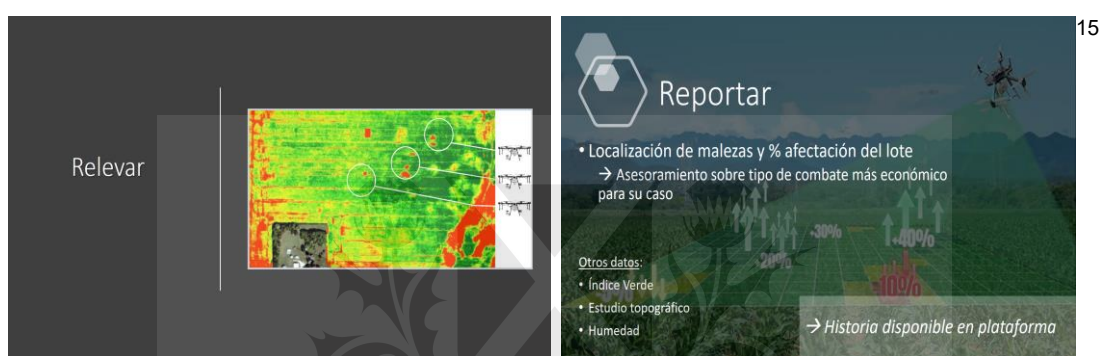 15
Relevar
Reportar
• Localización de malezas y % afectación del lote
→ Asesoramiento sobre tipo de combate más económico
para su caso
+30%
+40%
-20%
-10%
Otros datos:
• Índice Verde
• Estudio topográfico
• Humedad
→ Historia disponible en plataforma